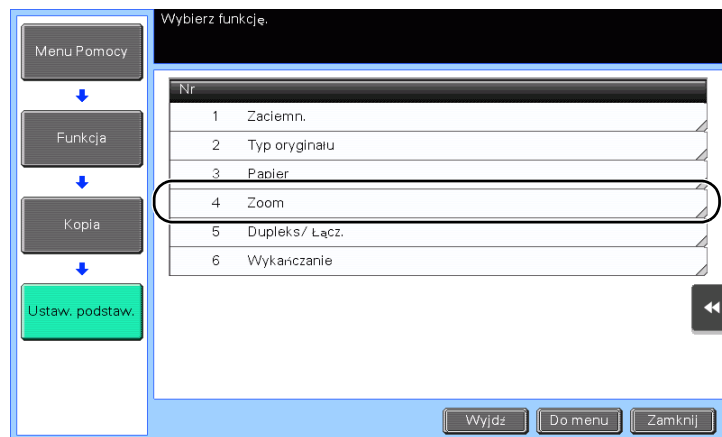 Wybierz funkcję.
Menu Pomocy
Funkcja
Kopia
Ustaw. podstaw.
Nr
1 Zaciemn.
2 Typ oryginału
3 Papier
4 Zoom
5 Dupleks/ Łącz.
6 Wykańczanie
Wyjdź Do menu Zamknij